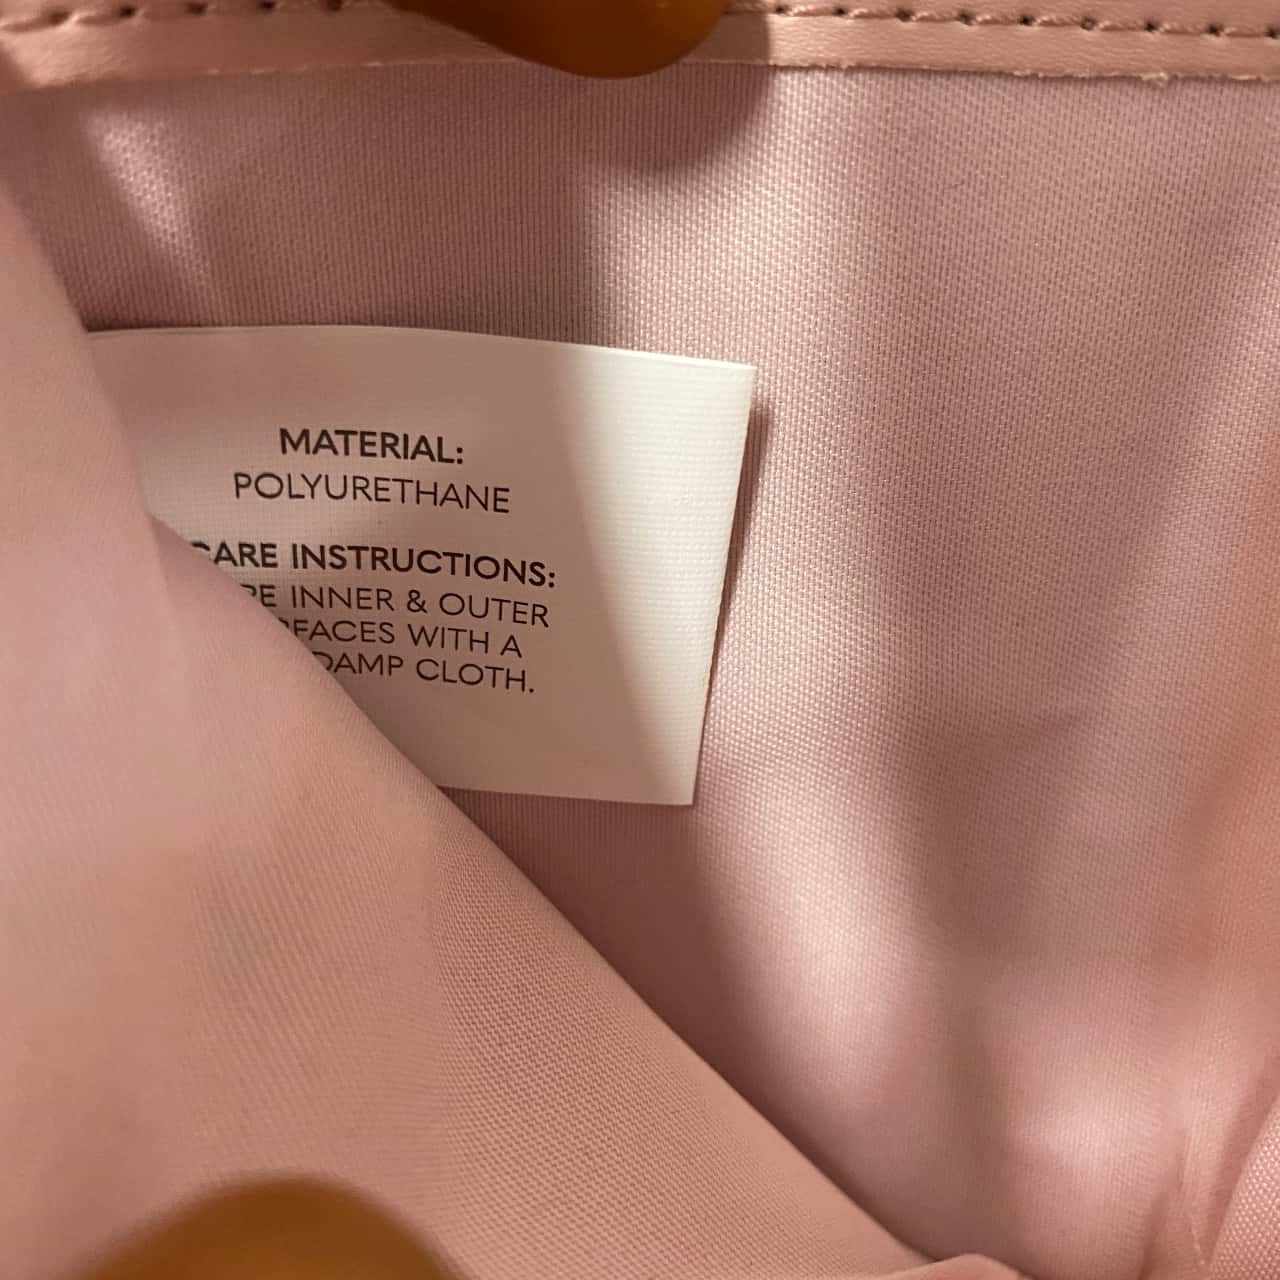 MATERIAL:
POLYURETHANE
CARE INSTRUCTIONS:
INNER & OUTER
WITH A
DAMP CLOTH.